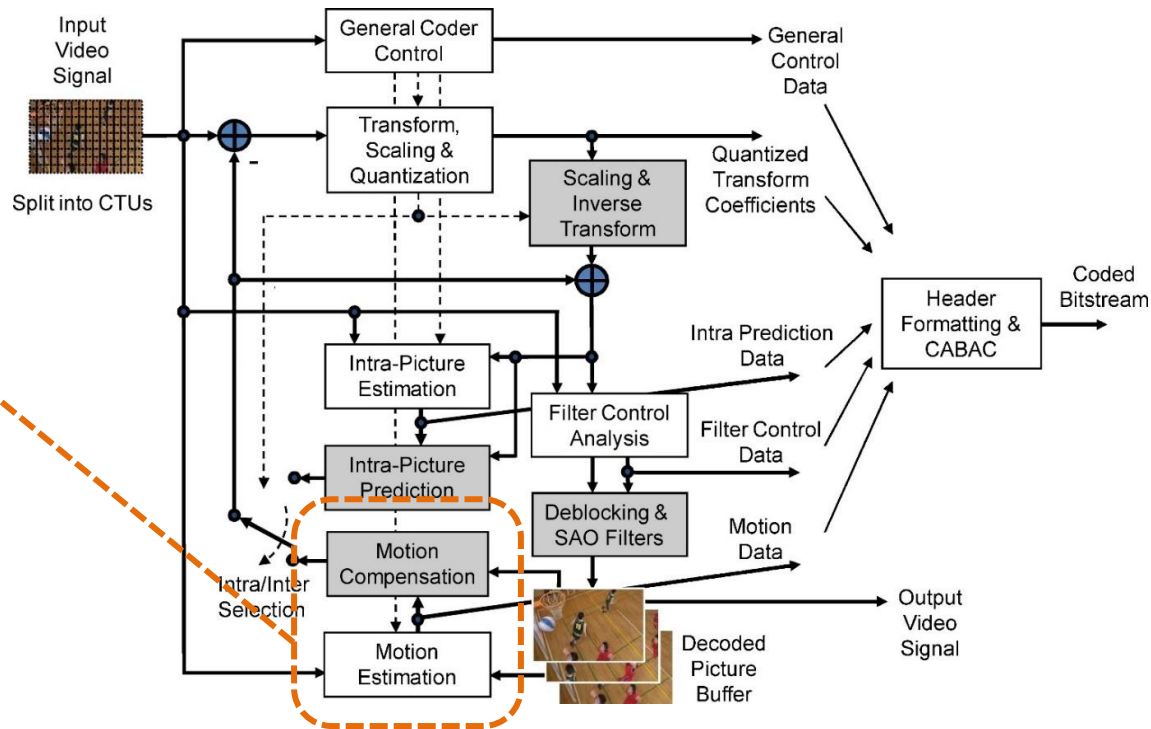 Input
Video
Signal
Split into CTUs
General Coder
Control
General
Control
Data
Transform,
Scaling &
Quantization
-
Quantized
Transform
Coefficients
Scaling &
Inverse
Transform
Coded
Bitstream
Header
Formatting &
CABAC
Intra Prediction
Data
Intra-Picture
Estimation
Filter Control
Analysis
Filter Control
Data
Intra-Picture
Prediction
Deblocking &
SAO Filters
Motion
Data
Motion
Compensation
Intra/Inter
Selection
Output
Video
Signal
Motion
Estimation
Decoded
Picture
Buffer